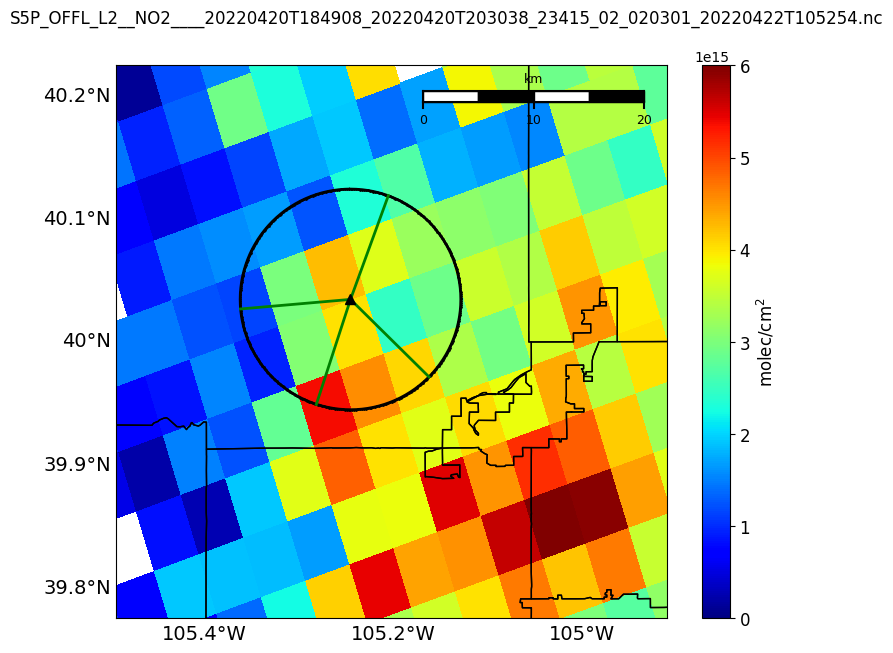 S5P_OFFL_L2__NO2____20220420T184908_20220420T203038_23415_02_020301_20220422T105254.nc
1e15
km
0 10 20
40.2°N
40.1°N
40°N
39.9°N
39.8°N
105.4°W 105.2°W 105°W
6
5
4
3
2
1
0
molec/cm²